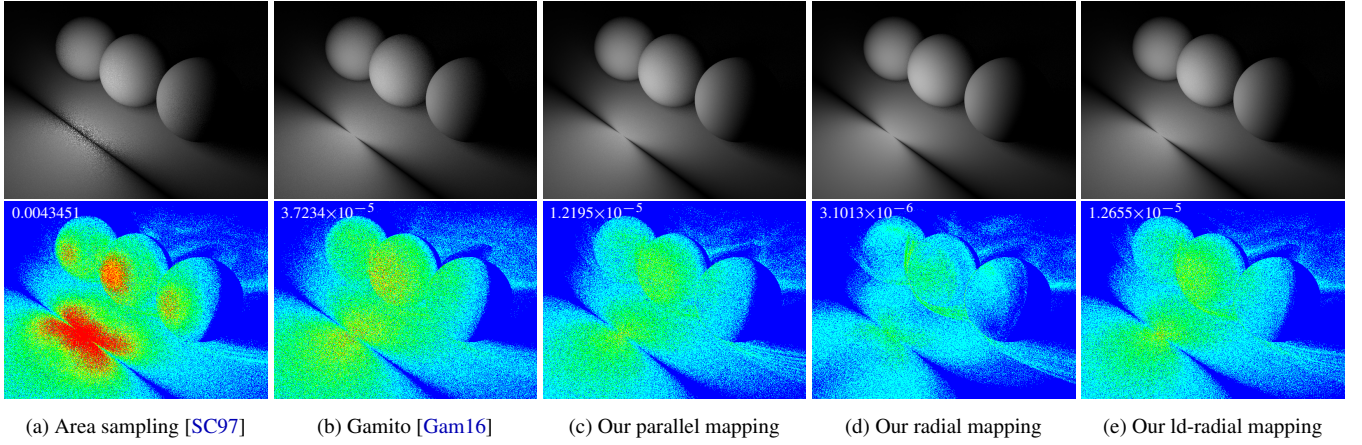 0.0043451
3.7234×10⁻⁵
1.2195×10⁻⁵
3.1013×10⁻⁶
1.2655×10⁻⁵
(a) Area sampling [SC97]
(b) Gamito [Gam16]
(c) Our parallel mapping
(d) Our radial mapping
(e) Our ld-radial mapping